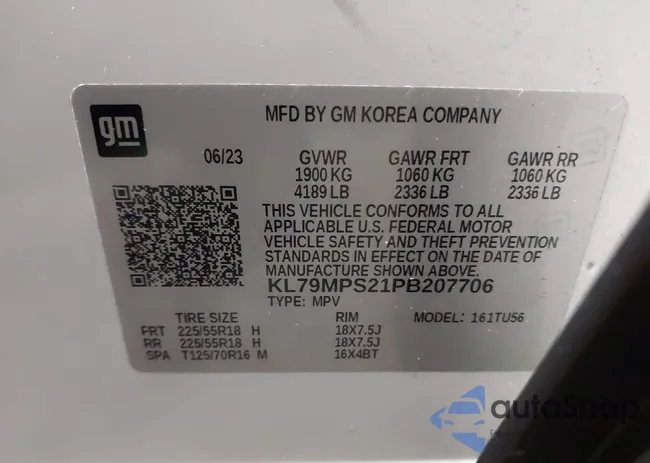 gm
MFD BY GM KOREA COMPANY
06/23 GVWR GAWR FRT GAWR RR
1900 KG 1060 KG 1060 KG
4189 LB 2336 LB 2336 LB
THIS VEHICLE CONFORMS TO ALL
APPLICABLE U.S. FEDERAL MOTOR
VEHICLE SAFETY AND THEFT PREVENTION
STANDARDS IN EFFECT ON THE DATE OF
MANUFACTURE SHOWN ABOVE.
KL79MPS21PB207706
TYPE: MPV MODEL: 161TU56
TIRE SIZE RIM
FRT 225/55R18 H 18X7.5J
RR 225/55R18 H 18X7.5J
SPA T125/70R16 M 16X4BT
autoSnap